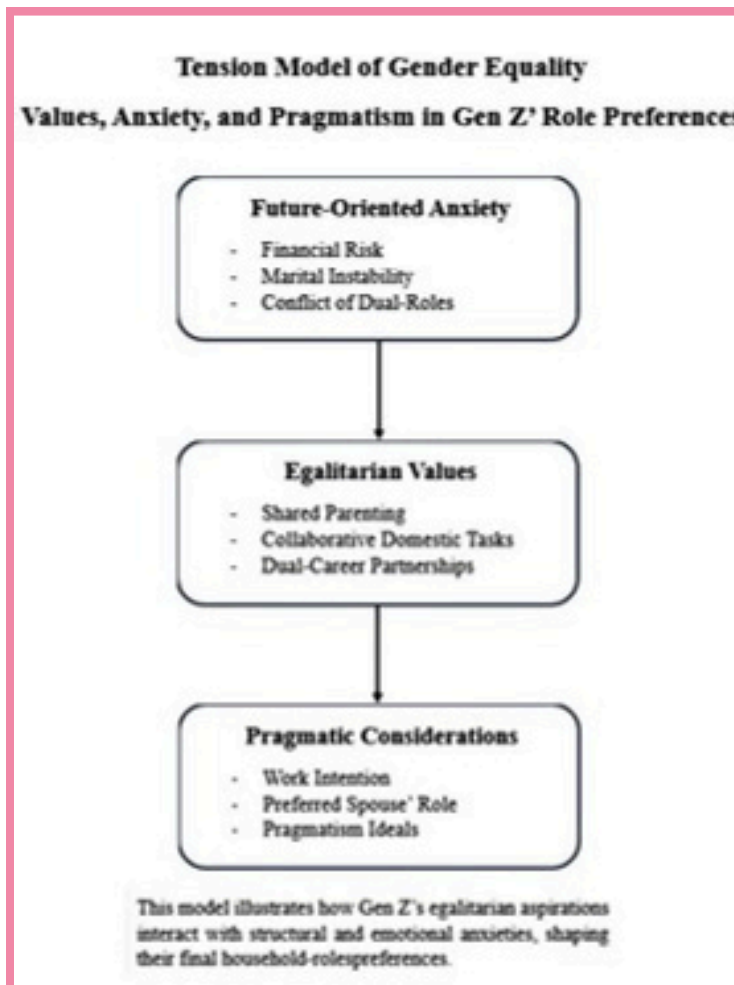 Tension Model of Gender Equality
Values, Anxiety, and Pragmatism in Gen Z’ Role Preferences
Future-Oriented Anxiety
- Financial Risk
- Marital Instability
- Conflict of Dual-Roles
Egalitarian Values
- Shared Parenting
- Collaborative Domestic Tasks
- Dual-Career Partnerships
Pragmatic Considerations
- Work Intention
- Preferred Spouse’ Role
- Pragmatism Ideals
This model illustrates how Gen Z’s egalitarian aspirations
interact with structural and emotional anxieties, shaping
their final household-rolespreferences.